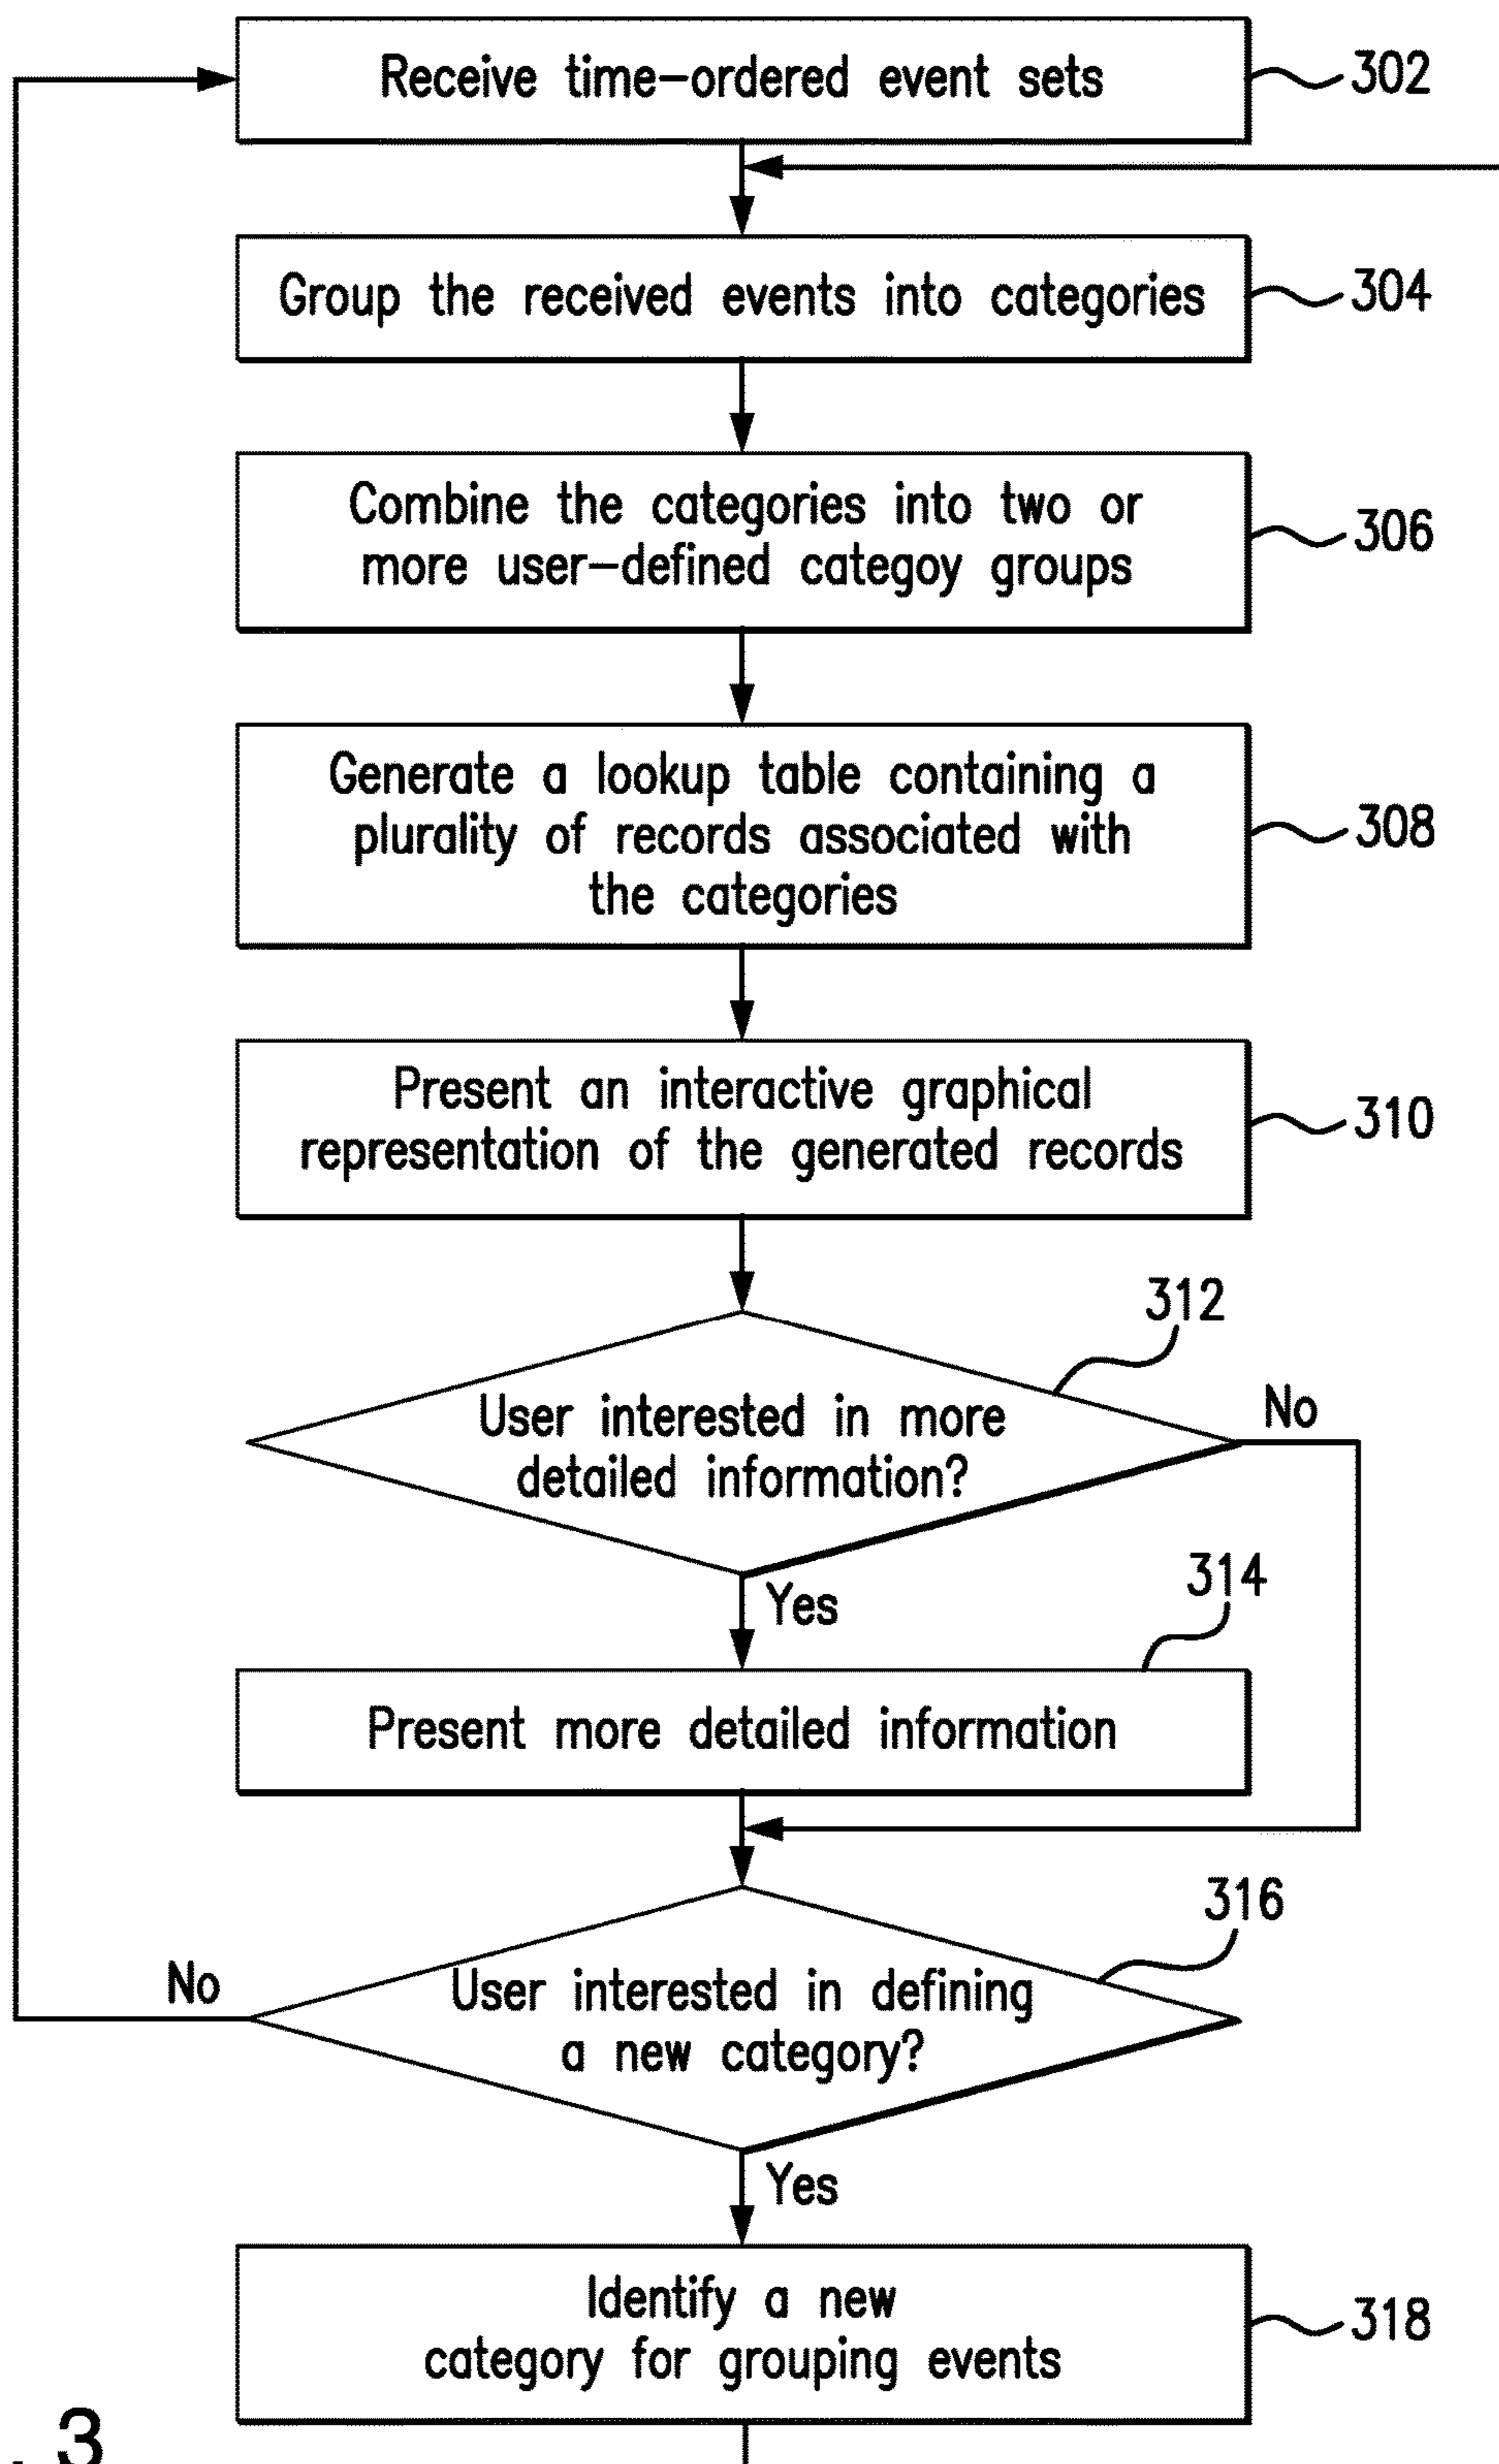 Receive time-ordered event sets
302
Group the received events into categories
304
Combine the categories into two or
more user-defined categoy groups
306
Generate a lookup table containing a
plurality of records associated with
the categories
308
Present an interactive graphical
representation of the generated records
310
312
User interested in more
detailed information?
No
Yes
314
Present more detailed information
316
User interested in defining
a new category?
No
Yes
Identify a new
category for grouping events
318
. 3